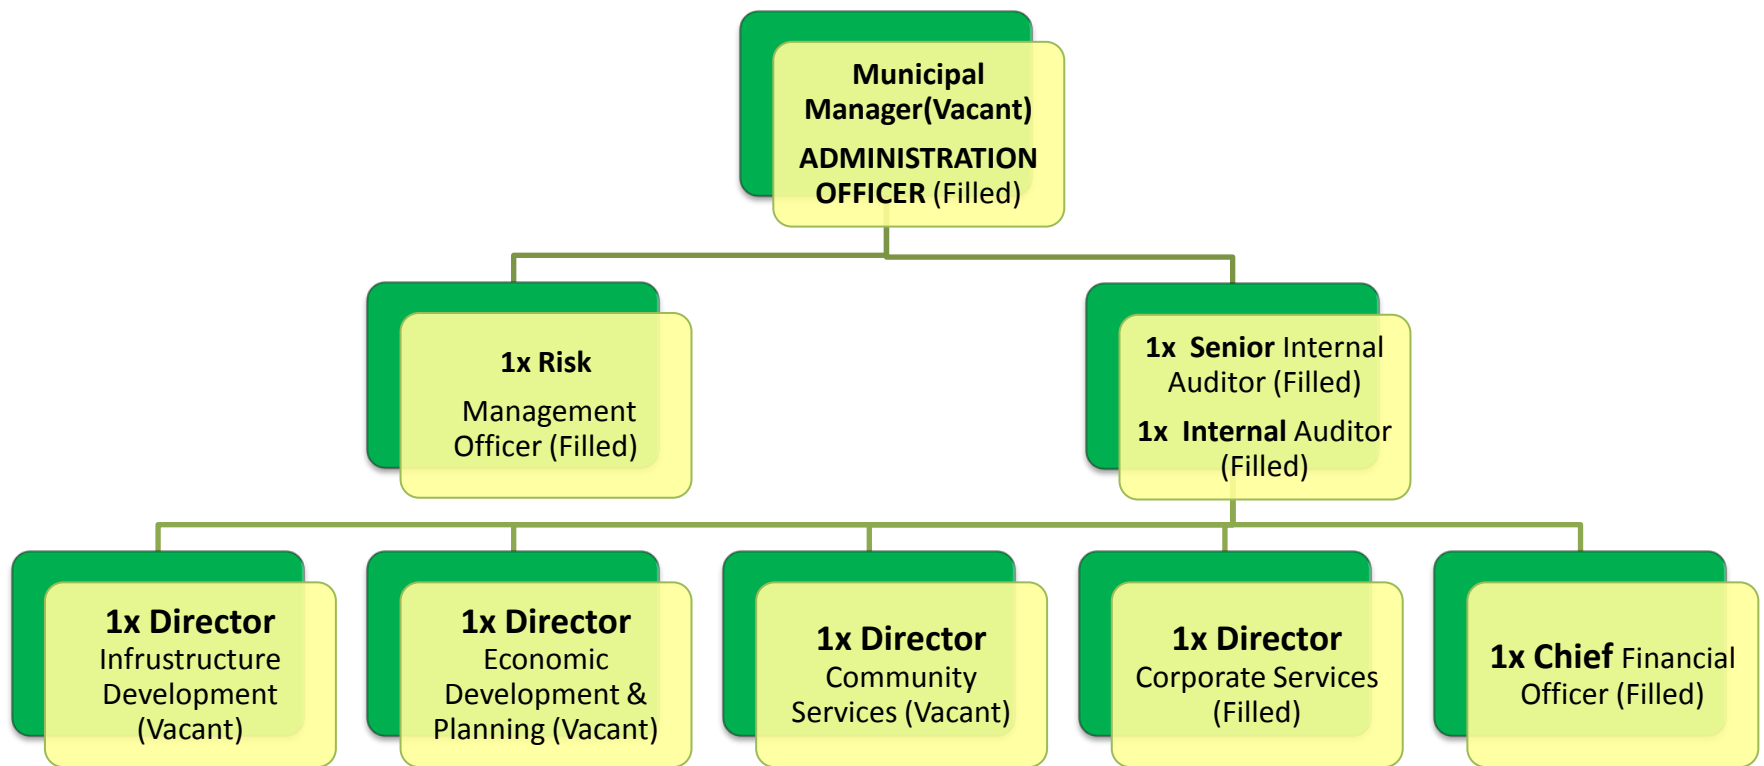 Municipal
Manager(Vacant)
ADMINISTRATION
OFFICER (Filled)
1x Risk
Management
Officer (Filled)
1x  Senior Internal
Auditor (Filled)
1x  Internal Auditor
(Filled)
1x Director
Infrustructure
Development
(Vacant)
1x Director
Economic
Development &
Planning (Vacant)
1x Director
Community
Services (Vacant)
1x Director
Corporate Services
(Filled)
1x Chief Financial
Officer (Filled)